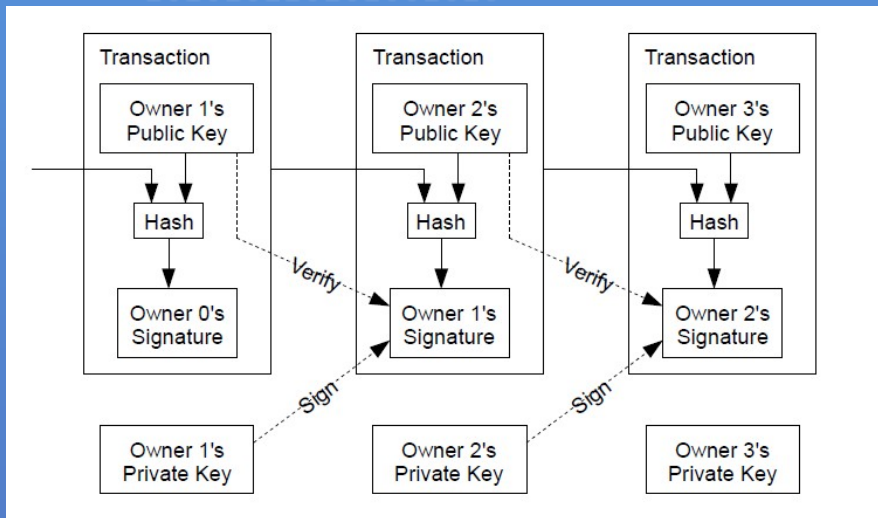 Transaction
Owner 1's
Public Key
Hash
Owner 0's
Signature
Transaction
Owner 2's
Public Key
Hash
Verify
Owner 1's
Signature
Transaction
Owner 3's
Public Key
Hash
Verify
Owner 2's
Signature
Sign
Sign
Owner 1's
Private Key
Owner 2's
Private Key
Owner 3's
Private Key